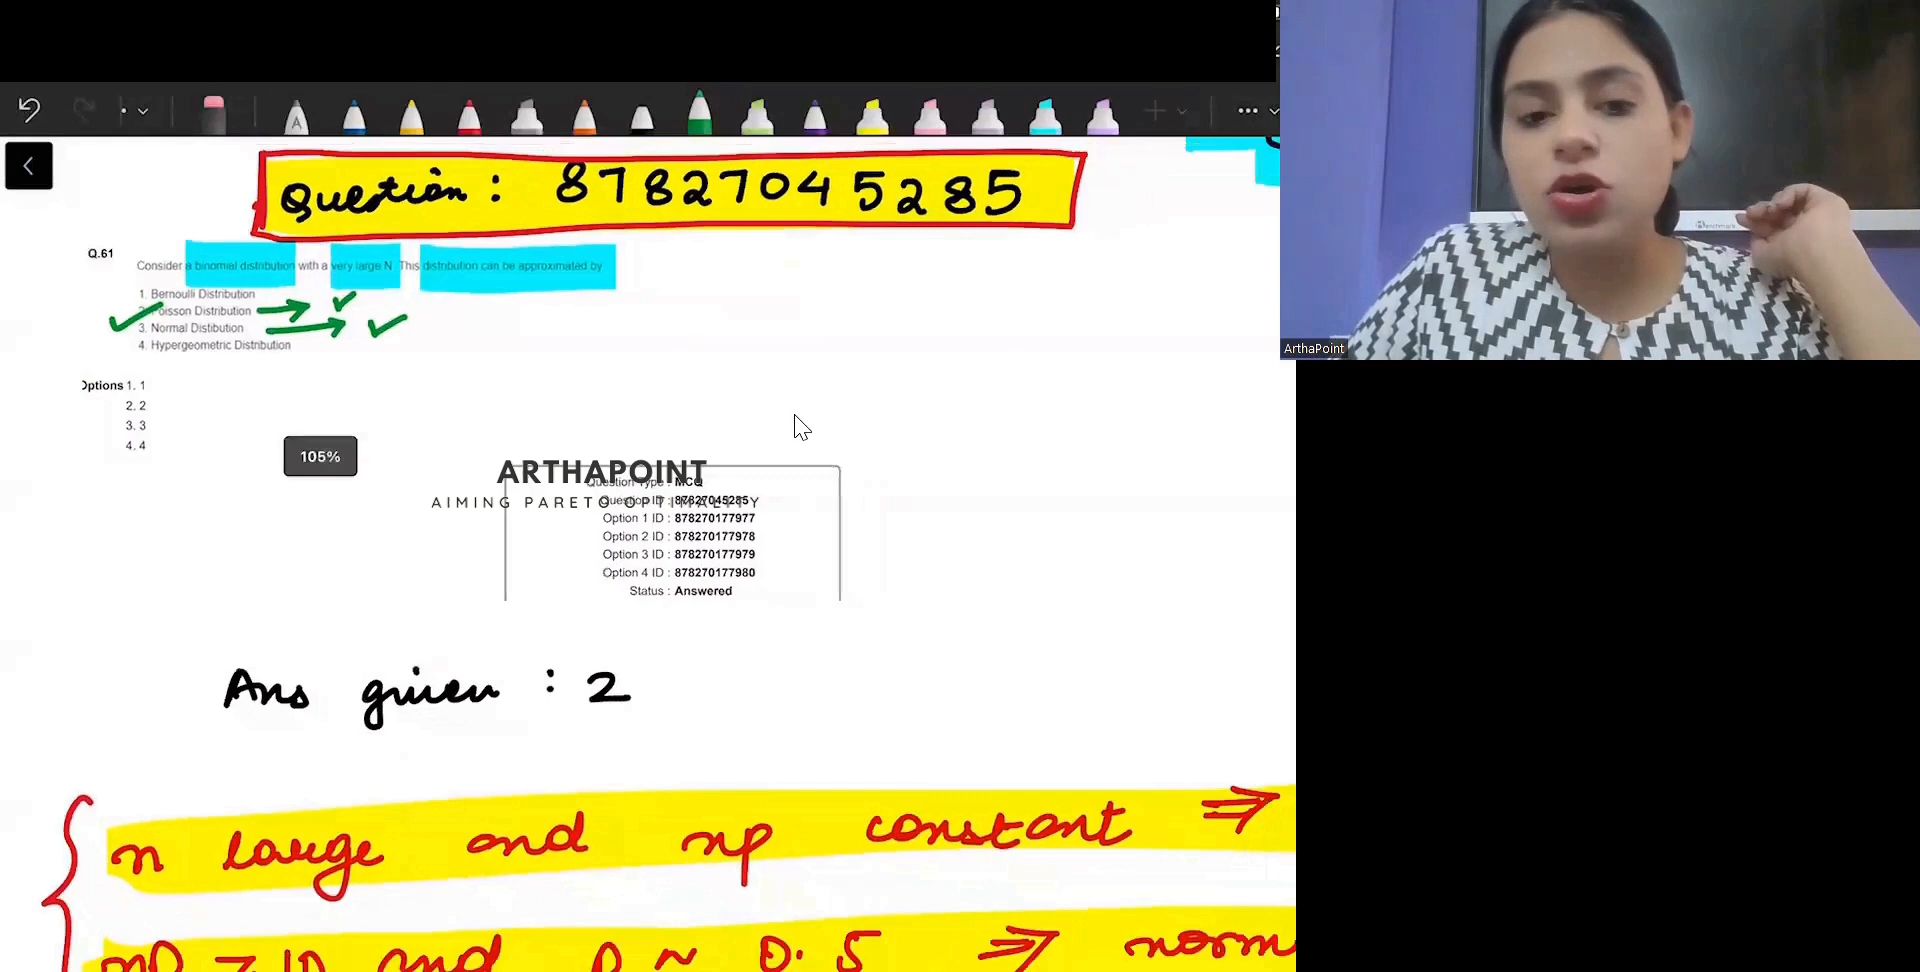 Question : 87827045285
Q.61
Consider a binomial distribution with a very large N. This distribution can be approximated by
1. Bernoulli Distribution
2. Poisson Distribution
3. Normal Distibution
4. Hypergeometric Distribution
Options 1. 1
2. 2
3. 3
4. 4
105%
ARTHAPOINT
AIMING PARETO OPTIMALITY
Question Type : MCQ
Question ID : 87827045285
Option 1 ID : 878270177977
Option 2 ID : 878270177978
Option 3 ID : 878270177979
Option 4 ID : 878270177980
Status : Answered
Ans given : 2
n large and np constant ⇒
0.5 ⇒ norm
ArthaPoint